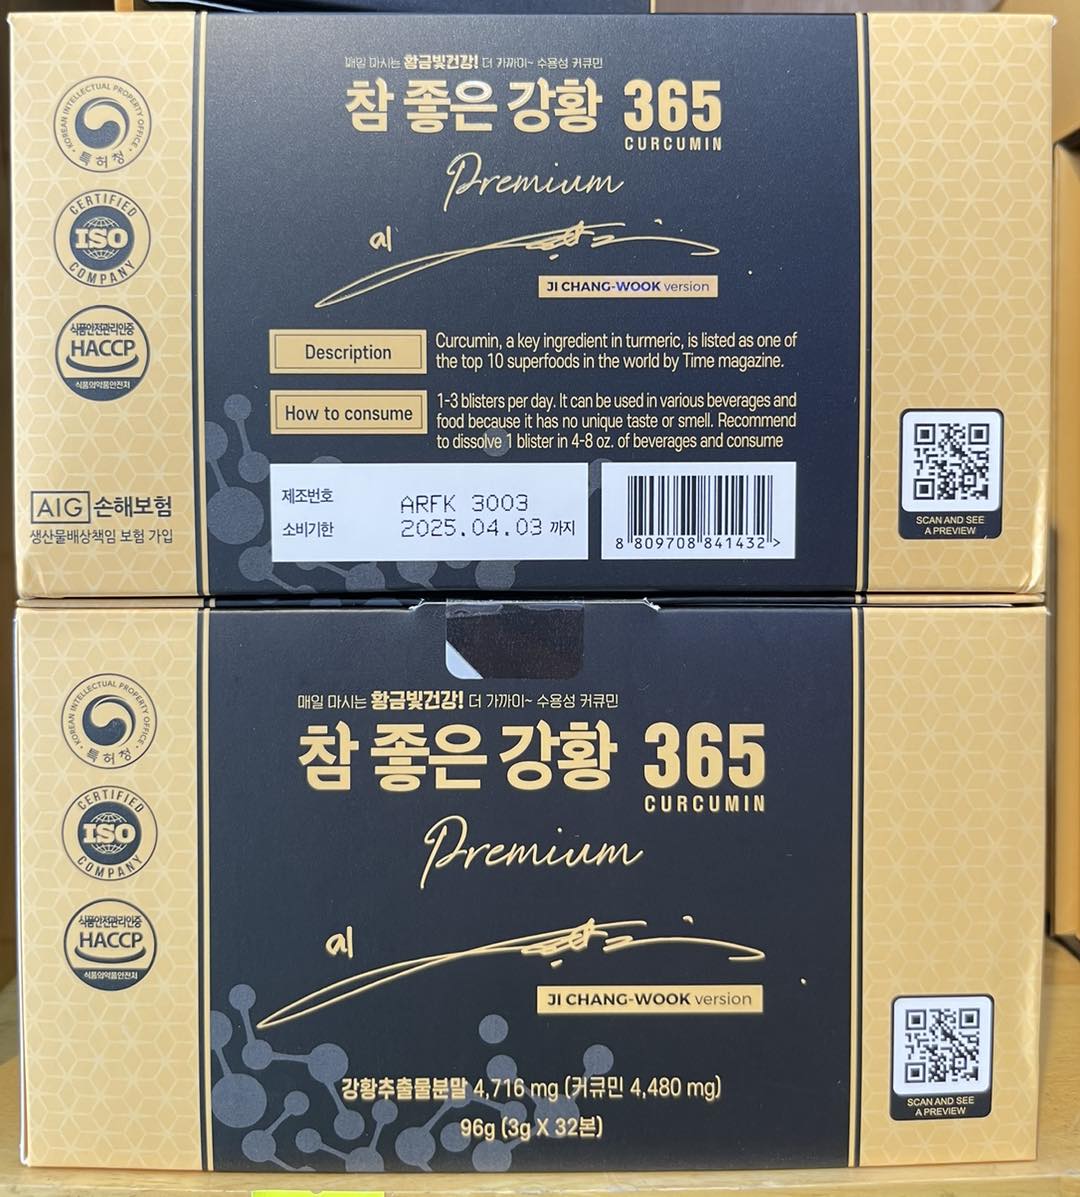 매일 마시는 황금빛건강! 더 가까이~ 수용성 커큐민
참 좋은 강황 365
CURCUMIN
Premium
JI CHANG-WOOK version
KOREAN INTELLECTUAL PROPERTY OFFICE
특허청
CERTIFIED
ISO
COMPANY
식품안전관리인증
HACCP
식품의약품안전처
AIG 손해보험
생산물배상책임 보험 가입
Description
Curcumin, a key ingredient in turmeric, is listed as one of
the top 10 superfoods in the world by Time magazine.
How to consume
1-3 blisters per day. It can be used in various beverages and
food because it has no unique taste or smell. Recommend
to dissolve 1 blister in 4-8 oz. of beverages and consume
제조번호 ARFK 3003
소비기한 2025.04.03 까지
8 809708 841432 >
SCAN AND SEE
A PREVIEW
매일 마시는 황금빛건강! 더 가까이~ 수용성 커큐민
참 좋은 강황 365
CURCUMIN
Premium
JI CHANG-WOOK version
KOREAN INTELLECTUAL PROPERTY OFFICE
특허청
CERTIFIED
ISO
COMPANY
식품안전관리인증
HACCP
식품의약품안전처
강황추출물분말 4,716 mg (커큐민 4,480 mg)
96g (3g X 32본)
SCAN AND SEE
A PREVIEW